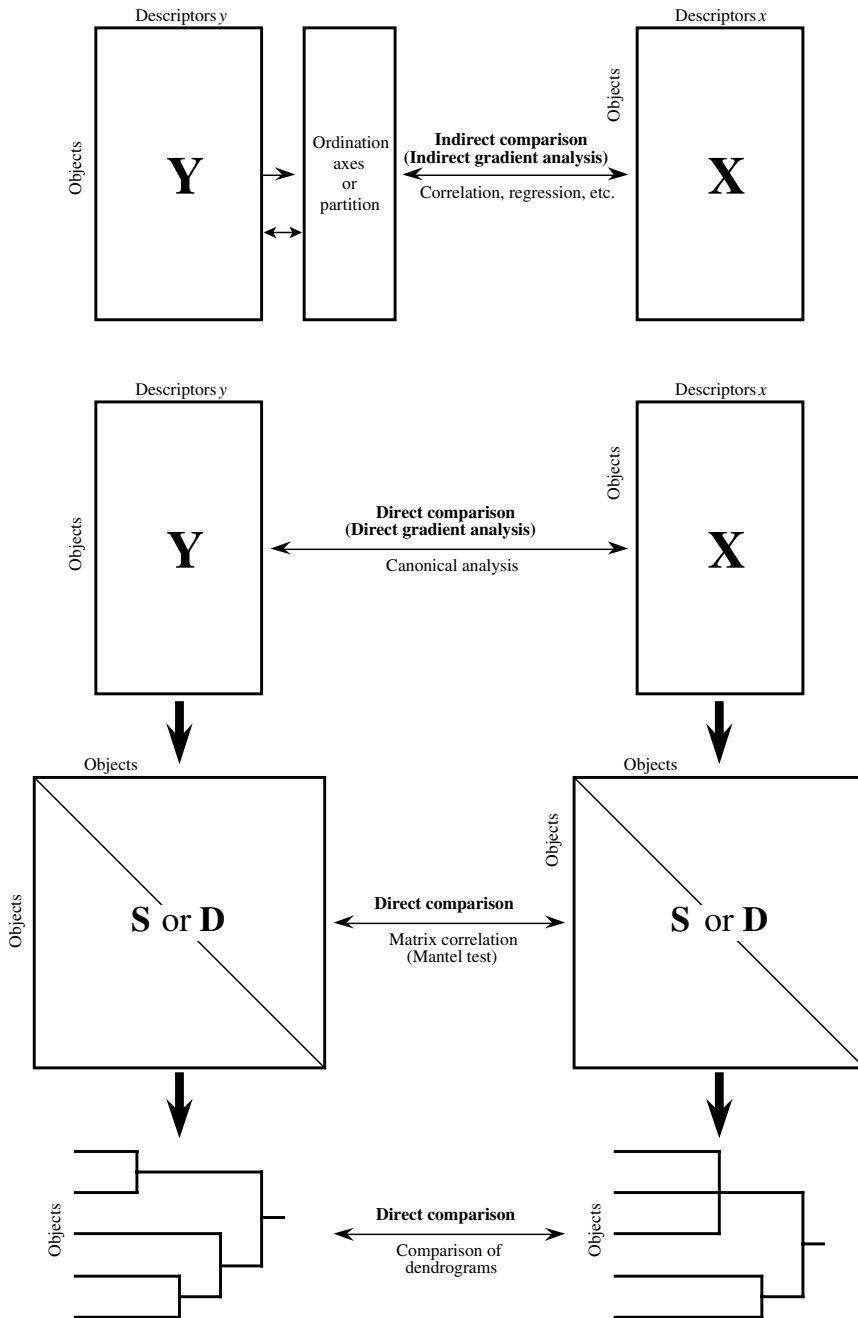 Descriptors y
Descriptors x
Objects
Y
Ordination
axes
or
partition
Indirect comparison
(Indirect gradient analysis)
Correlation, regression, etc.
Objects
X
Descriptors y
Descriptors x
Objects
Y
Direct comparison
(Direct gradient analysis)
Canonical analysis
Objects
X
Objects
Objects
Objects
S or D
Direct comparison
Matrix correlation
(Mantel test)
Objects
S or D
Objects
Direct comparison
Comparison of
dendrograms
Objects